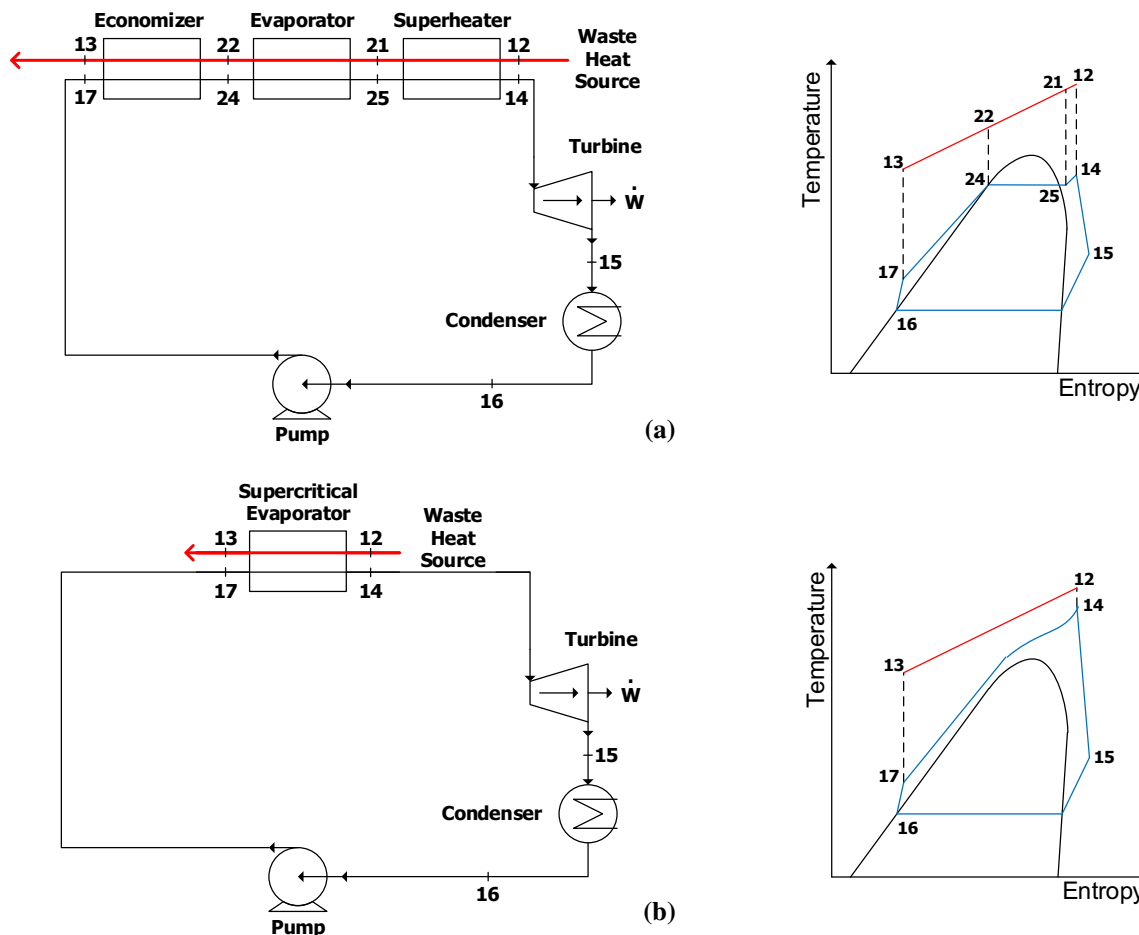 Economizer
Evaporator
Superheater
Waste
Heat
Source
13
22
21
12
17
24
25
14
Turbine
Ẇ
15
Condenser
16
Pump
Temperature
21
12
22
13
14
24
25
17
15
16
Entropy
(a)
Supercritical
Evaporator
Waste
Heat
Source
13
12
17
14
Turbine
Ẇ
15
Condenser
16
Pump
Temperature
12
14
13
17
15
16
Entropy
(b)